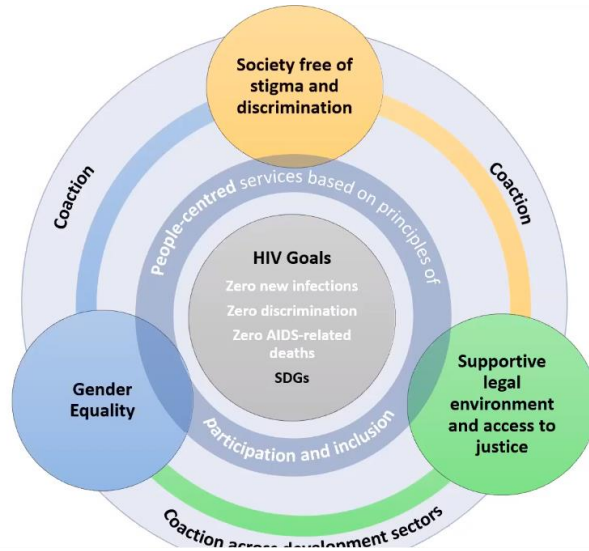 Society free of
stigma and
discrimination
Coaction
Coaction
People-centred services based on principles of
HIV Goals
Zero new infections
Zero discrimination
Zero AIDS-related
deaths
SDGs
Gender
Equality
Supportive
legal
environment
and access to
justice
participation and inclusion
Coaction across development sectors